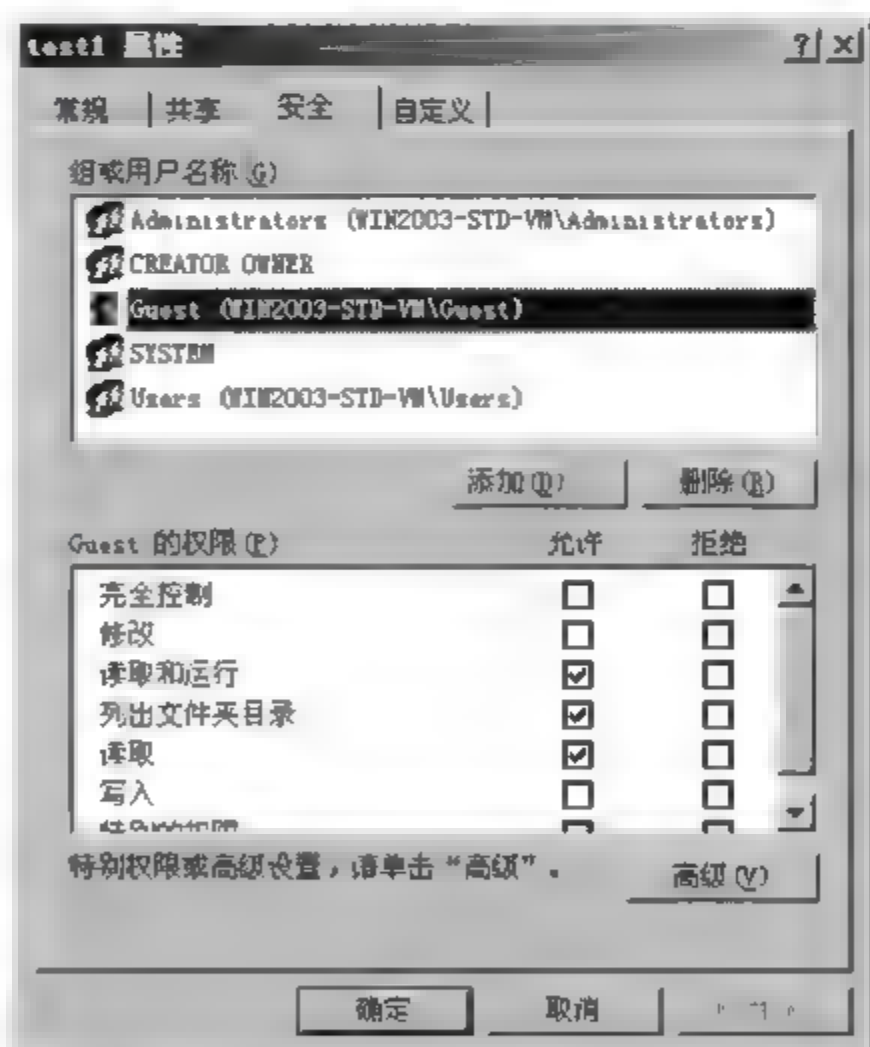 test1 属性
常规 共享 安全 自定义
组或用户名称(G)
Administrators (WIN2003-STD-VM\Administrators)
CREATOR OWNER
Guest (WIN2003-STD-VM\Guest)
SYSTEM
Users (WIN2003-STD-VM\Users)
添加(D) 删除(R)
Guest 的权限(P) 允许 拒绝
完全控制
修改
读取和运行
列出文件夹目录
读取
写入
特别权限或高级设置，请单击“高级”。 高级(V)
确定 取消